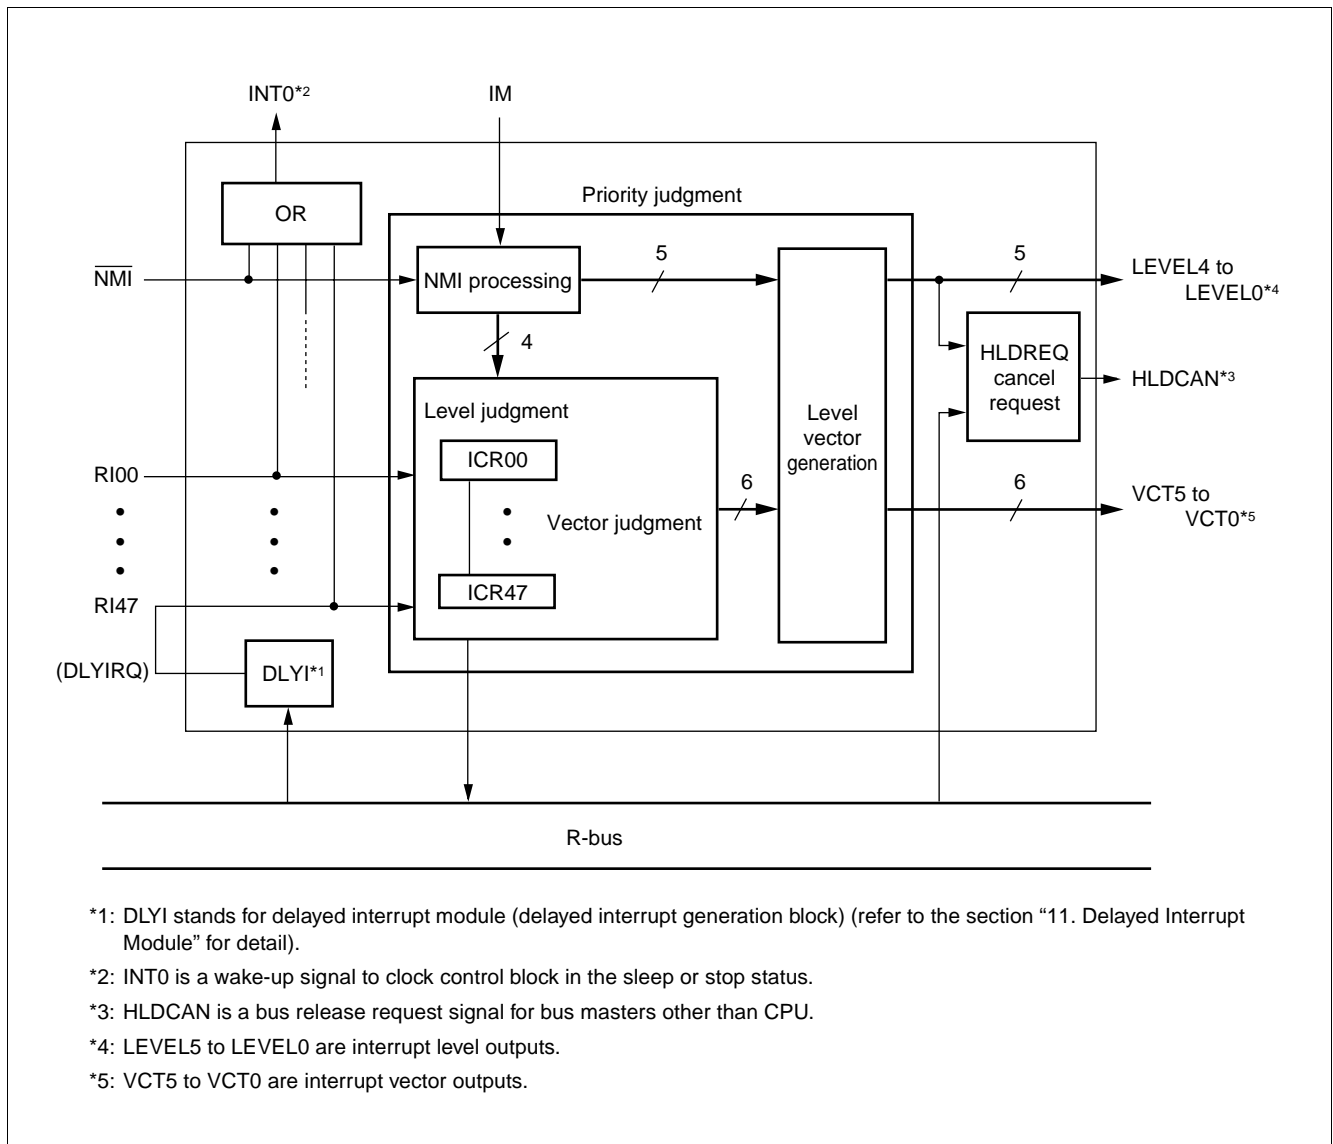 INT0*2
IM
OR
Priority judgment
NMI
NMI processing
5
5
LEVEL4 to
LEVEL0*4
4
HLDREQ
cancel
request
HLDCAN*3
Level judgment
ICR00
Level
vector
generation
RI00
6
6
VCT5 to
VCT0*5
Vector judgment
ICR47
RI47
(DLYIRQ)
DLYI*1
R-bus
*1: DLYI stands for delayed interrupt module (delayed interrupt generation block) (refer to the section “11. Delayed Interrupt
Module” for detail).
*2: INT0 is a wake-up signal to clock control block in the sleep or stop status.
*3: HLDCAN is a bus release request signal for bus masters other than CPU.
*4: LEVEL5 to LEVEL0 are interrupt level outputs.
*5: VCT5 to VCT0 are interrupt vector outputs.